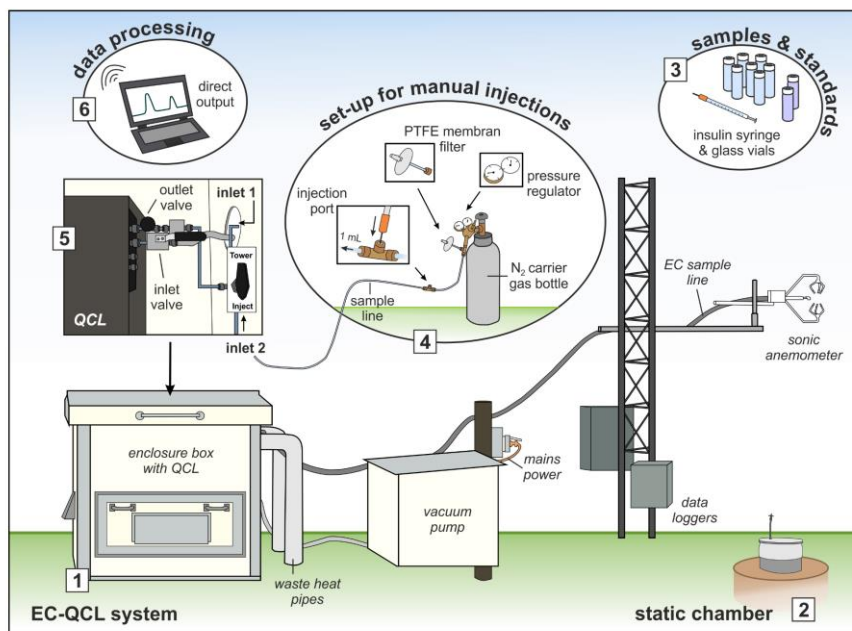 data processing
6
direct
output
set-up for manual injections
PTFE membran
filter
pressure
regulator
injection
port
1 mL
N2 carrier
gas bottle
sample
line
4
samples & standards
3
insulin syringe
& glass vials
outlet
valve
inlet 1
5
Tower
inlet
valve
Inject
QCL
inlet 2
EC sample
line
sonic
anemometer
enclosure box
with QCL
mains
power
vacuum
pump
data
loggers
1
waste heat
pipes
EC-QCL system
static chamber
2